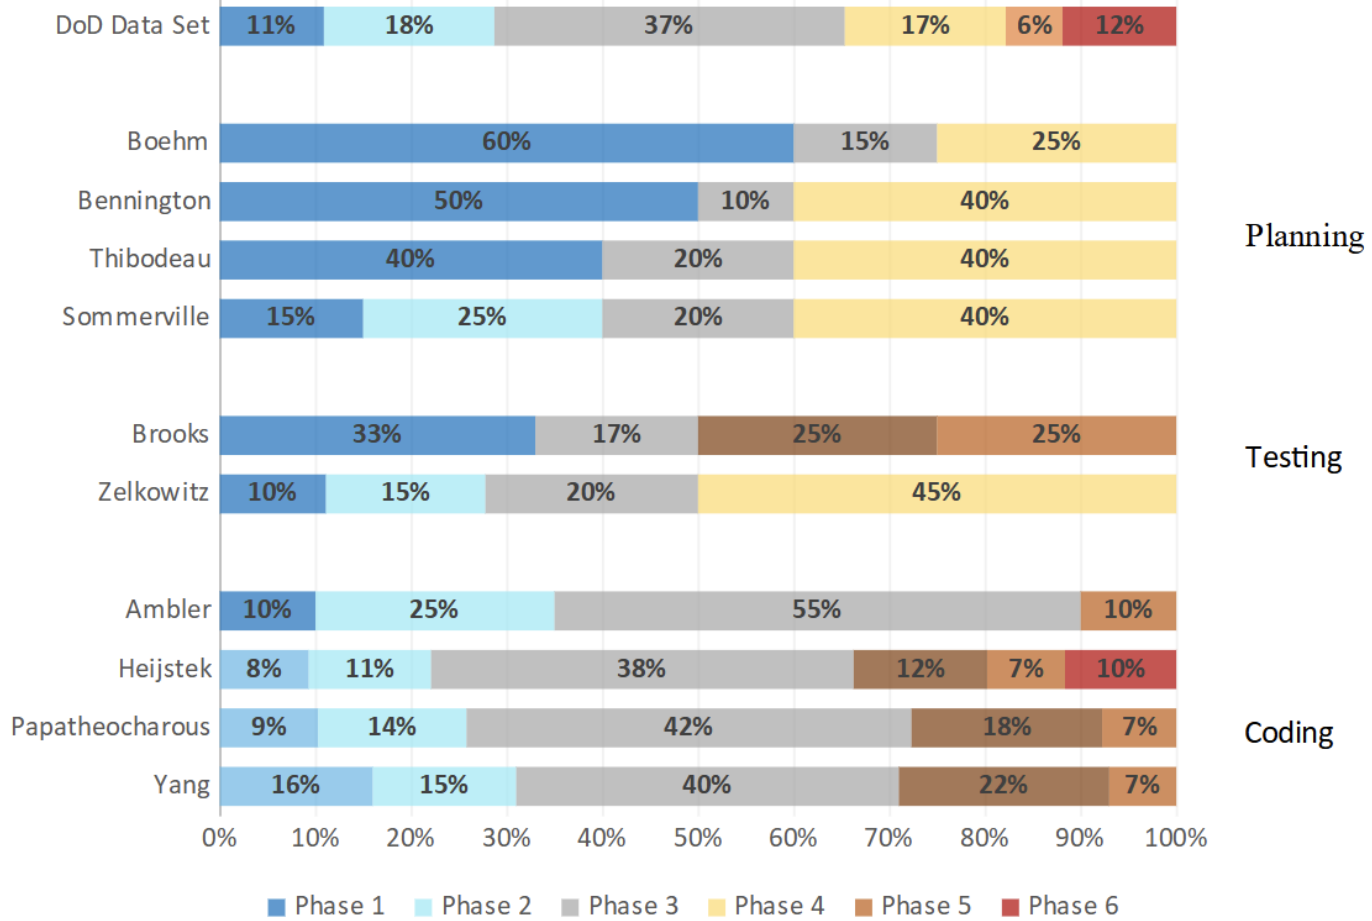 DoD Data Set 11% 18% 37% 17% 6% 12%
Boehm 60% 15% 25%
Bennington 50% 10% 40%
Planning
Thibodeau 40% 20% 40%
Sommerville 15% 25% 20% 40%
Brooks 33% 17% 25% 25%
Testing
Zelkowitz 10% 15% 20% 45%
Ambler 10% 25% 55% 10%
Heijstek 8% 11% 38% 12% 7% 10%
Papatheocharous 9% 14% 42% 18% 7%
Coding
Yang 16% 15% 40% 22% 7%
0% 10% 20% 30% 40% 50% 60% 70% 80% 90% 100%
Phase 1 Phase 2 Phase 3 Phase 4 Phase 5 Phase 6